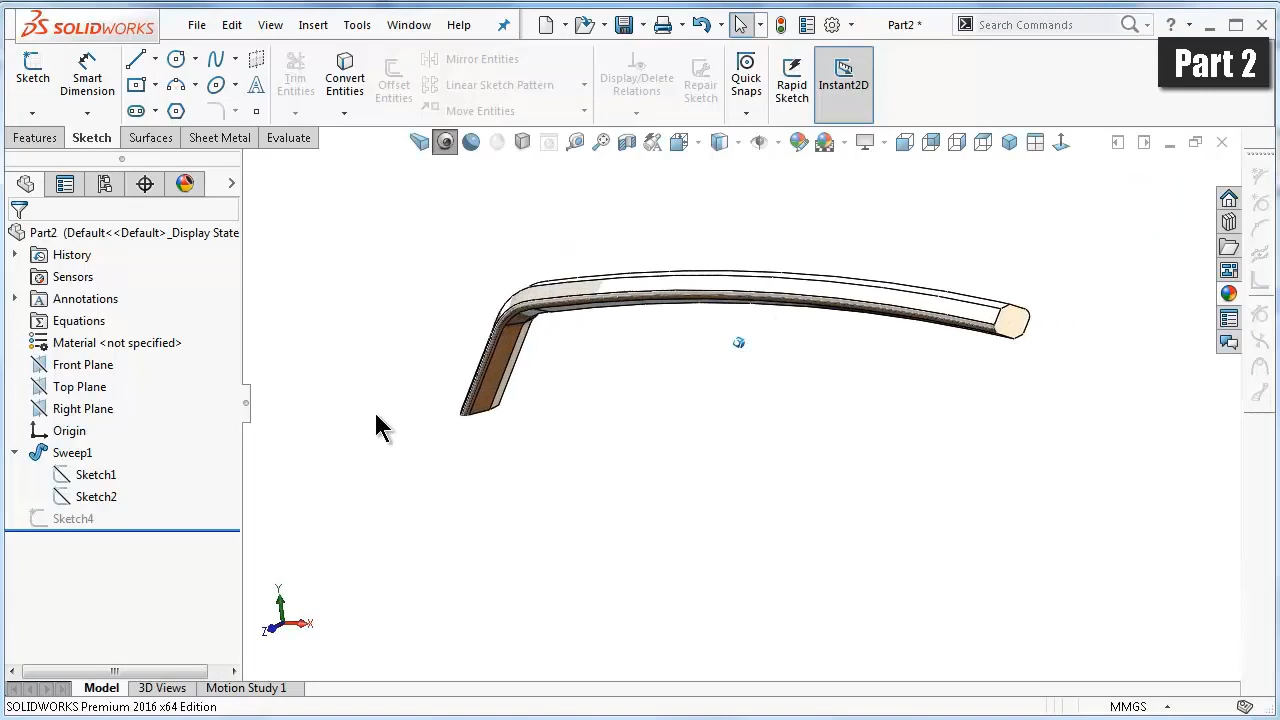 SOLIDWORKS
File Edit View Insert Tools Window Help
Part2 *
Search Commands
?
Part 2
Sketch
Smart Dimension
Trim Entities
Convert Entities
Offset Entities
Mirror Entities
Linear Sketch Pattern
Move Entities
Display/Delete Relations
Repair Sketch
Quick Snaps
Rapid Sketch
Instant2D
Features Sketch Surfaces Sheet Metal Evaluate
Part2 (Default<<Default>_Display State
History
Sensors
Annotations
Equations
Material <not specified>
Front Plane
Top Plane
Right Plane
Origin
Sweep1
Sketch1
Sketch2
Sketch4
Y
Z X
Model 3D Views Motion Study 1
SOLIDWORKS Premium 2016 x64 Edition
MMGS